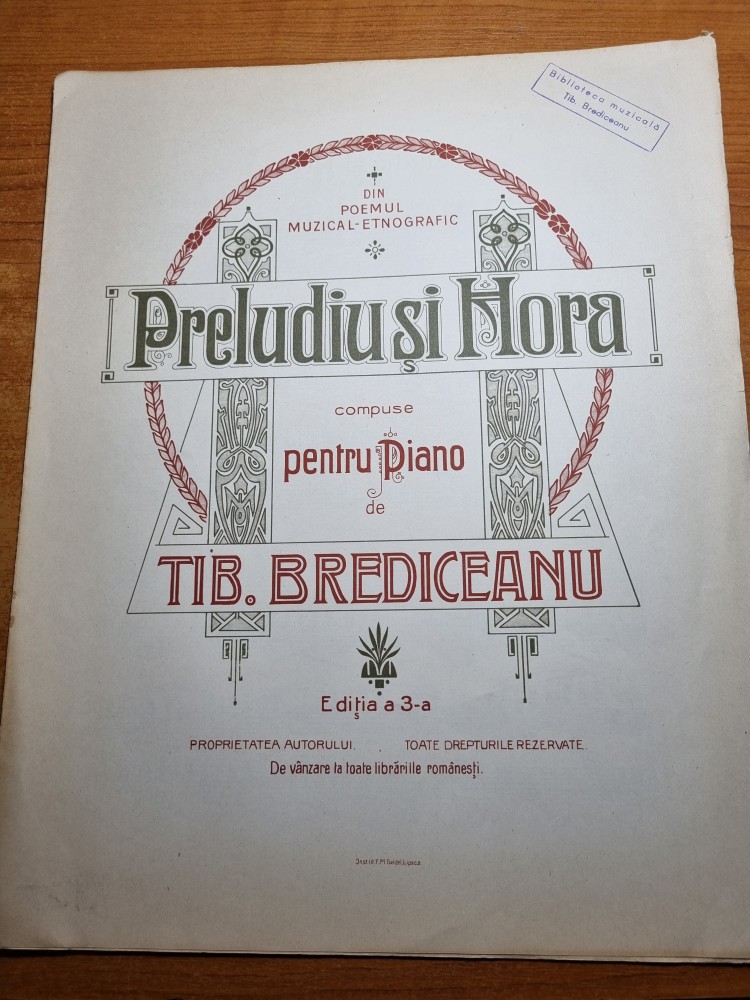 Biblioteca muzicală
Tib. Brediceanu
DIN
POEMUL
MUZICAL-ETNOGRAFIC
Preludiu și Hora
compuse
pentru Piano
de
TIB. BREDICEANU
Ediția a 3-a
PROPRIETATEA AUTORULUI. . TOATE DREPTURILE REZERVATE.
De vânzare la toate librăriile românești.